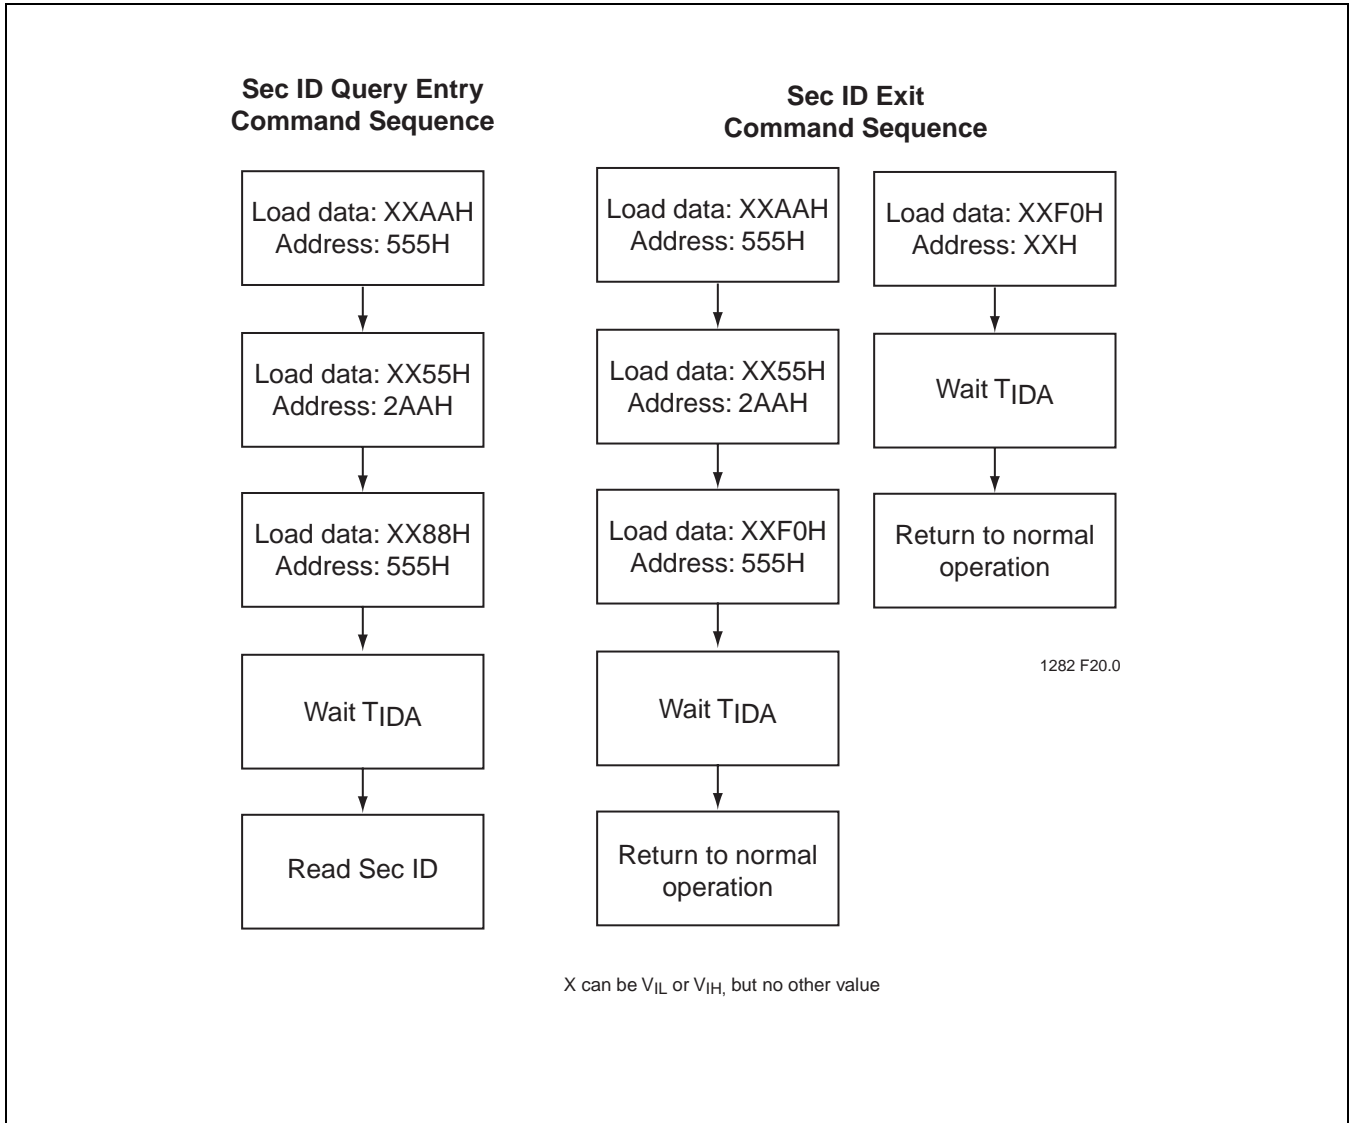 Sec ID Query Entry
Command Sequence
Load data: XXAAH
Address: 555H
Load data: XX55H
Address: 2AAH
Load data: XX88H
Address: 555H
Wait TIDA
Read Sec ID
Sec ID Exit
Command Sequence
Load data: XXAAH
Address: 555H
Load data: XX55H
Address: 2AAH
Load data: XXF0H
Address: 555H
Wait TIDA
Return to normal
operation
Load data: XXF0H
Address: XXH
Wait TIDA
Return to normal
operation
1282 F20.0
X can be VIL or VIH, but no other value